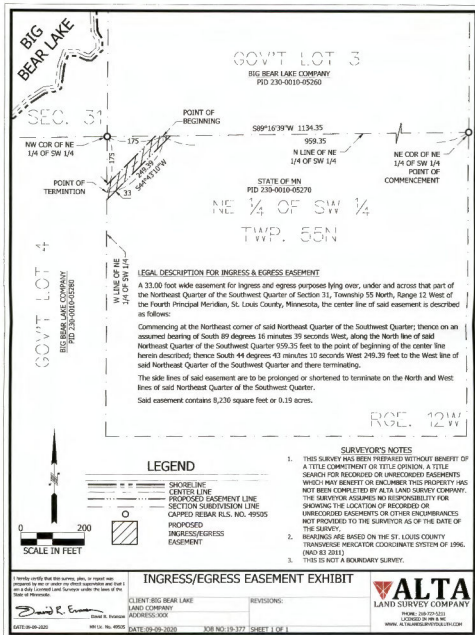 BIG
BEAR LAKE
GOV'T LOT 3
BIG BEAR LAKE COMPANY
PID 230-0010-05260
SEC. 31
POINT OF
BEGINNING
S89°16'39"W 1134.35
175
959.35
NW COR OF NE
1/4 OF SW 1/4
N LINE OF NE
1/4 OF SW 1/4
NE COR OF NE
1/4 OF SW 1/4
POINT OF
COMMENCEMENT
175
249.39
S44°43'10"W
33
POINT OF
TERMINTION
STATE OF MN
PID 230-0010-05270
NE 1/4 OF SW 1/4
TWP. 55N
W LINE OF NE
1/4 OF SW 1/4
GOV'T LOT 4
BIG BEAR LAKE COMPANY
PID 230-0010-05280
LEGAL DESCRIPTION FOR INGRESS & EGRESS EASEMENT
A 33.00 foot wide easement for ingress and egress purposes lying over, under and across that part of
the Northeast Quarter of the Southwest Quarter of Section 31, Township 55 North, Range 12 West of
the Fourth Principal Meridian, St. Louis County, Minnesota, the center line of said easement is described
as follows:
Commencing at the Northeast corner of said Northeast Quarter of the Southwest Quarter; thence on an
assumed bearing of South 89 degrees 16 minutes 39 seconds West, along the North line of said
Northeast Quarter of the Southwest Quarter 959.35 feet to the point of beginning of the center line
herein described; thence South 44 degrees 43 minutes 10 seconds West 249.39 feet to the West line of
said Northeast Quarter of the Southwest Quarter and there terminating.
The side lines of said easement are to be prolonged or shortened to terminate on the North and West
lines of said Northeast Quarter of the Southwest Quarter.
Said easement contains 8,230 square feet or 0.19 acres.
RGE. 12W
N
0 200
SCALE IN FEET
LEGEND
SHORELINE
CENTER LINE
PROPOSED EASEMENT LINE
SECTION SUBDIVISION LINE
CAPPED REBAR RLS. NO. 49505
PROPOSED
INGRESS/EGRESS
EASEMENT
SURVEYOR'S NOTES
1. THIS SURVEY HAS BEEN PREPARED WITHOUT BENEFIT OF
A TITLE COMMITMENT OR TITLE OPINION. A TITLE
SEARCH FOR RECORDED OR UNRECORDED EASEMENTS
WHICH MAY BENEFIT OR ENCUMBER THIS PROPERTY HAS
NOT BEEN COMPLETED BY ALTA LAND SURVEY COMPANY.
THE SURVEYOR ASSUMES NO RESPONSIBILITY FOR
SHOWING THE LOCATION OF RECORDED OR
UNRECORDED EASEMENTS OR OTHER ENCUMBRANCES
NOT PROVIDED TO THE SURVEYOR AS OF THE DATE OF
THE SURVEY.
2. BEARINGS ARE BASED ON THE ST. LOUIS COUNTY
TRANSVERSE MERCATOR COORDINATE SYSTEM OF 1996.
(NAD 83 2011)
3. THIS IS NOT A BOUNDARY SURVEY.
I hereby certify that this survey, plan, or report was
prepared by me or under my direct supervision and that I
am a duly Licensed Land Surveyor under the laws of the
State of Minnesota.
David R. Evanson
David R. Evanson
DATE:09-09-2020 MN Lic. No. 49505
INGRESS/EGRESS EASEMENT EXHIBIT
CLIENT:BIG BEAR LAKE
LAND COMPANY
ADDRESS:XXX
REVISIONS:
DATE:09-09-2020 JOB NO:19-377 SHEET 1 OF 1
ALTA
LAND SURVEY COMPANY
PHONE: 218-727-5211
LICENSED IN MN & WI
WWW.ALTALANDSURVEYDULUTH.COM